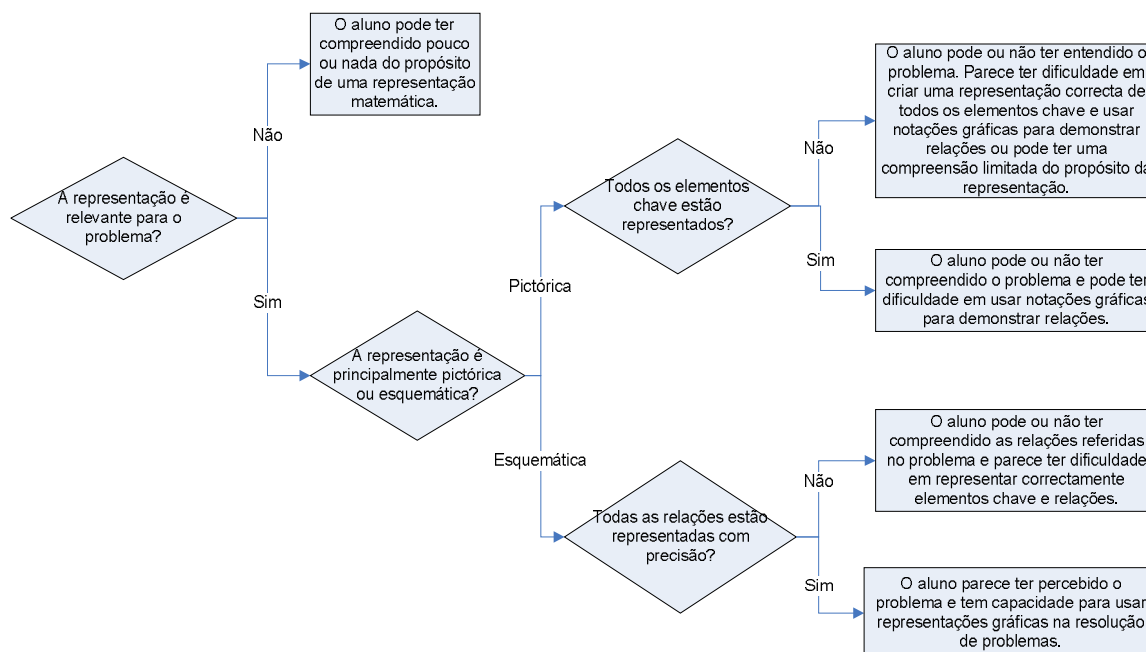 O aluno pode ter
compreendido pouco
ou nada do propósito
de uma representação
matemática.
Não
A representação é
relevante para o
problema?
Sim
A representação é
principalmente pictórica
ou esquemática?
Pictórica
Esquemática
Todos os elementos
chave estão
representados?
Não
O aluno pode ou não ter entendido o
problema. Parece ter dificuldade em
criar uma representação correcta de
todos os elementos chave e usar
notações gráficas para demonstrar
relações ou pode ter uma
compreensão limitada do propósito da
representação.
Sim
O aluno pode ou não ter
compreendido o problema e pode ter
dificuldade em usar notações gráficas
para demonstrar relações.
Todas as relações estão
representadas com
precisão?
Não
O aluno pode ou não ter
compreendido as relações referidas
no problema e parece ter dificuldade
em representar correctamente
elementos chave e relações.
Sim
O aluno parece ter percebido o
problema e tem capacidade para usar
representações gráficas na resolução
de problemas.